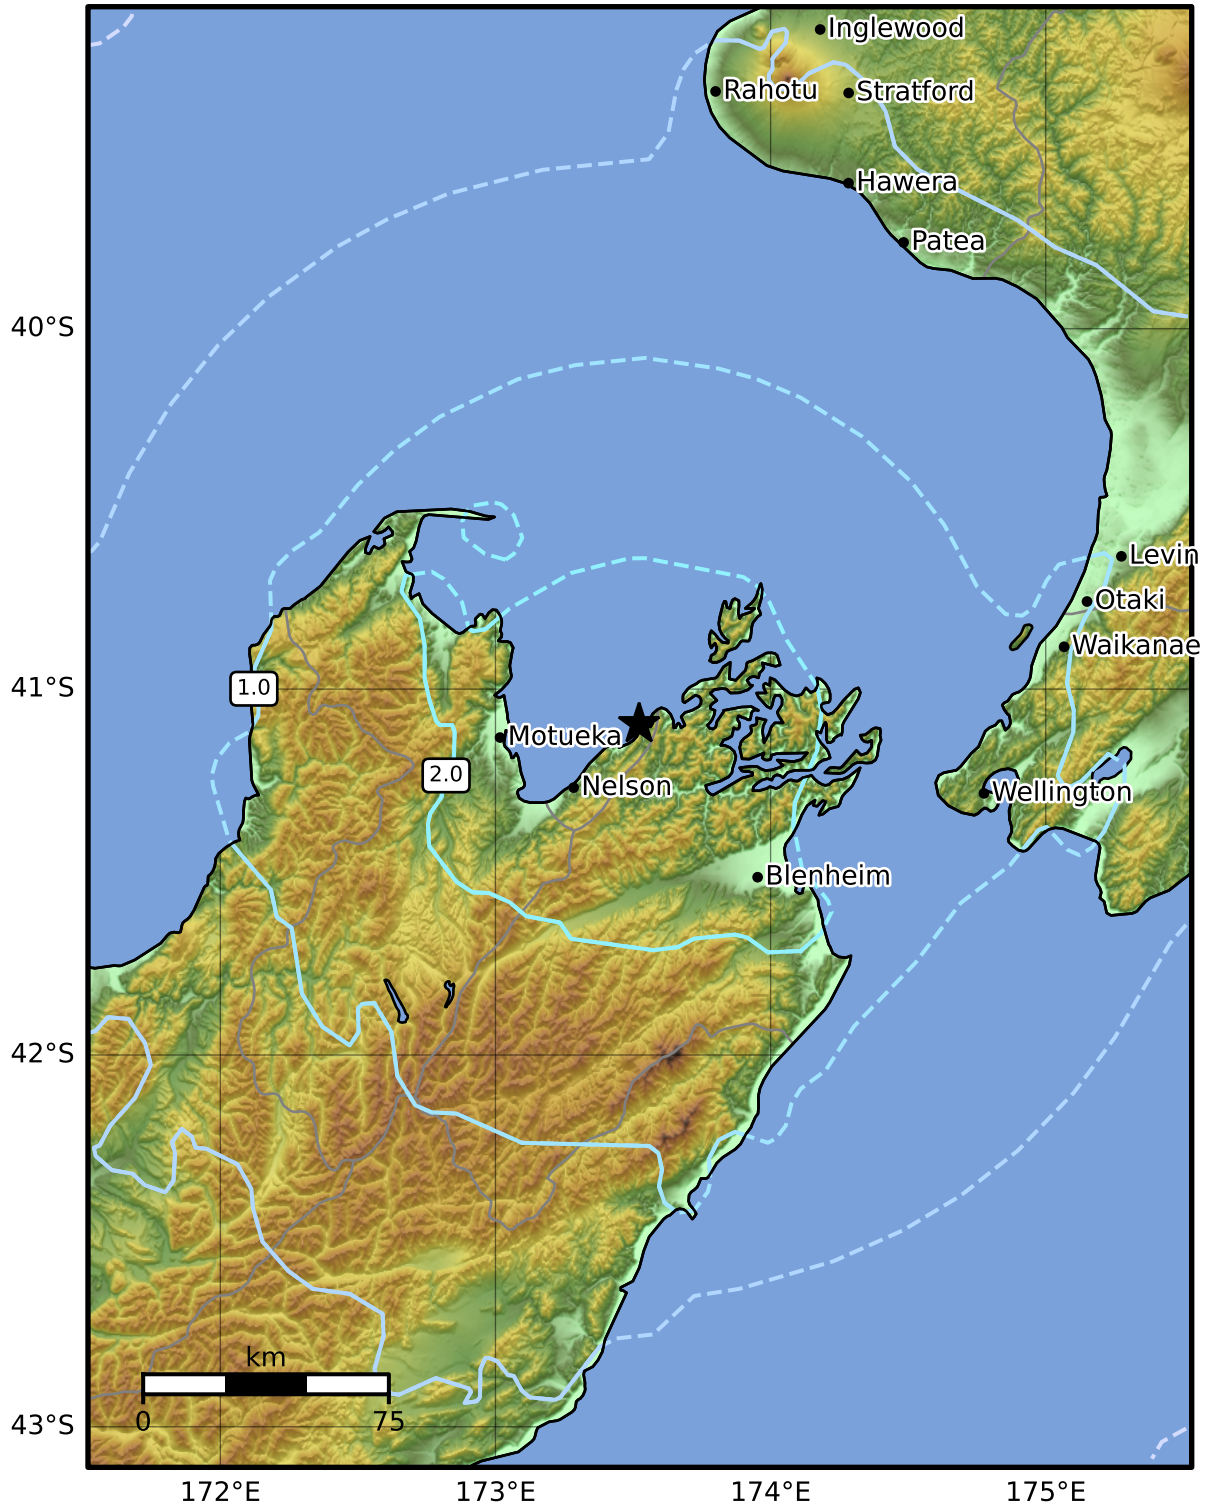 Inglewood
Rahotu
Stratford
Hawera
Patea
40°S
Levin
Otaki
Waikanae
41°S
1.0
Motueka
2.0
Nelson
Wellington
Blenheim
42°S
km
0
75
43°S
172°E
173°E
174°E
175°E